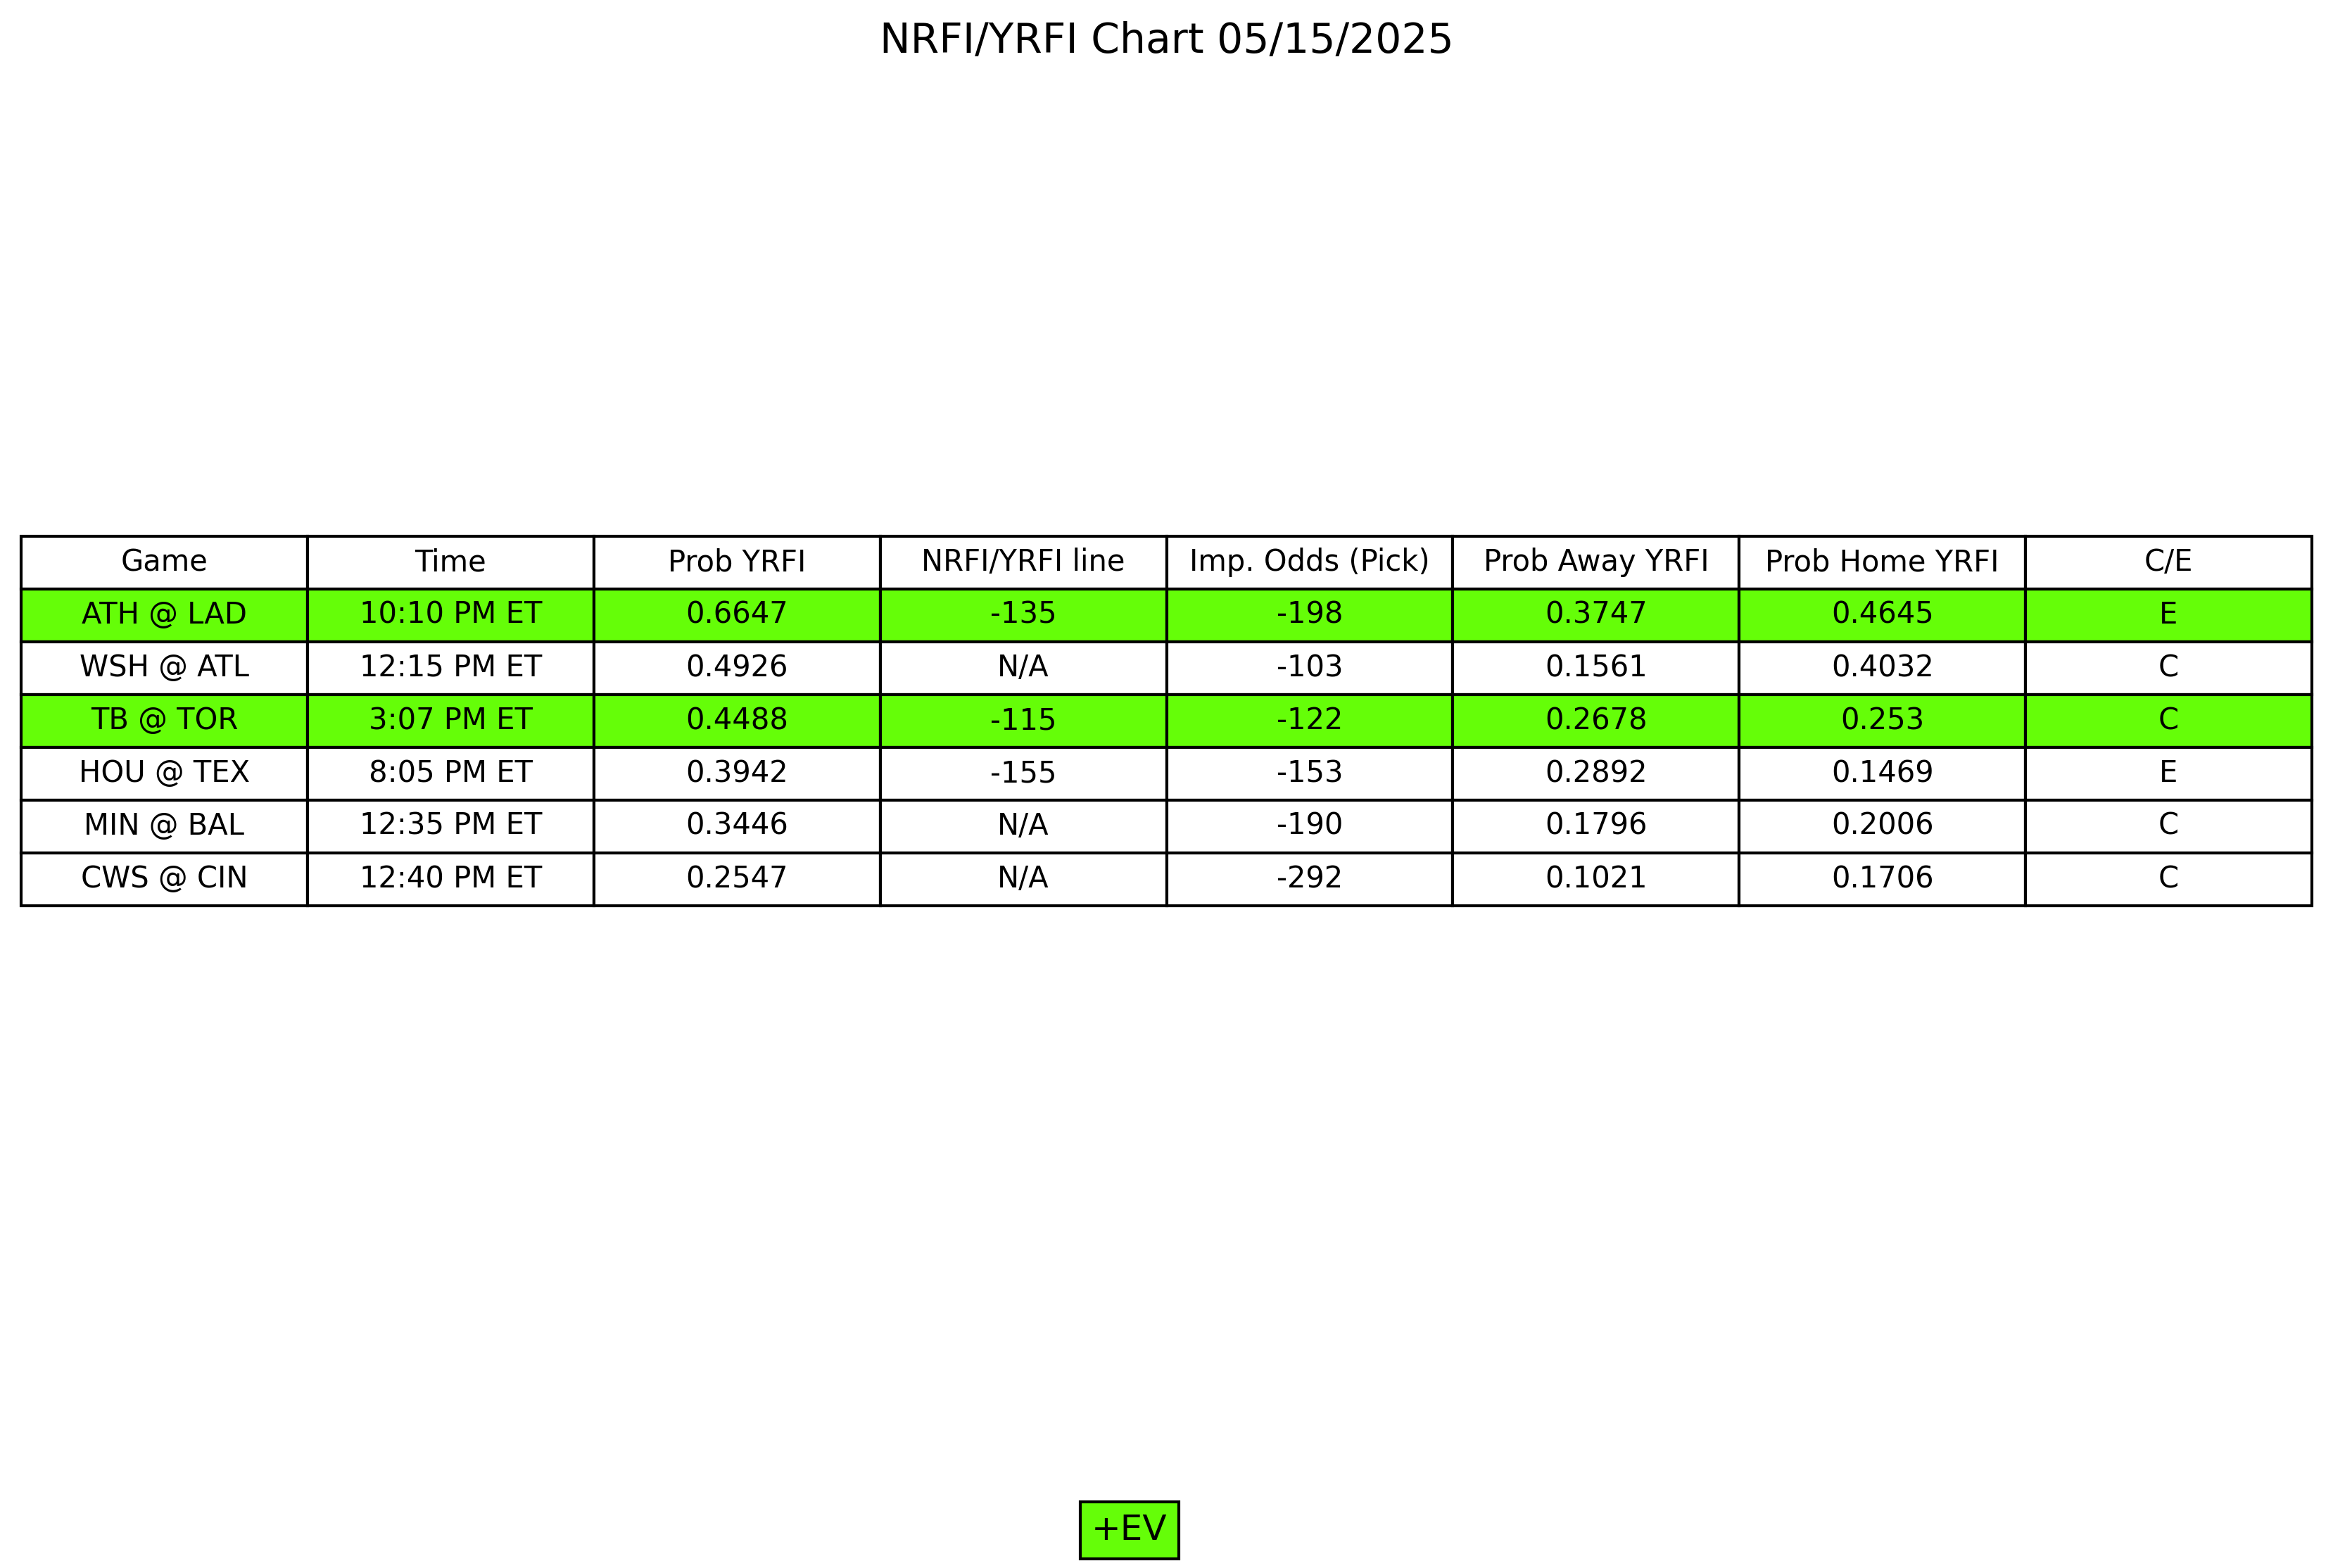 NRFI/YRFI Chart 05/15/2025
Game Time Prob YRFI NRFI/YRFI line Imp. Odds (Pick) Prob Away YRFI Prob Home YRFI C/E
ATH @ LAD 10:10 PM ET 0.6647 -135 -198 0.3747 0.4645 E
WSH @ ATL 12:15 PM ET 0.4926 N/A -103 0.1561 0.4032 C
TB @ TOR 3:07 PM ET 0.4488 -115 -122 0.2678 0.253 C
HOU @ TEX 8:05 PM ET 0.3942 -155 -153 0.2892 0.1469 E
MIN @ BAL 12:35 PM ET 0.3446 N/A -190 0.1796 0.2006 C
CWS @ CIN 12:40 PM ET 0.2547 N/A -292 0.1021 0.1706 C
+EV